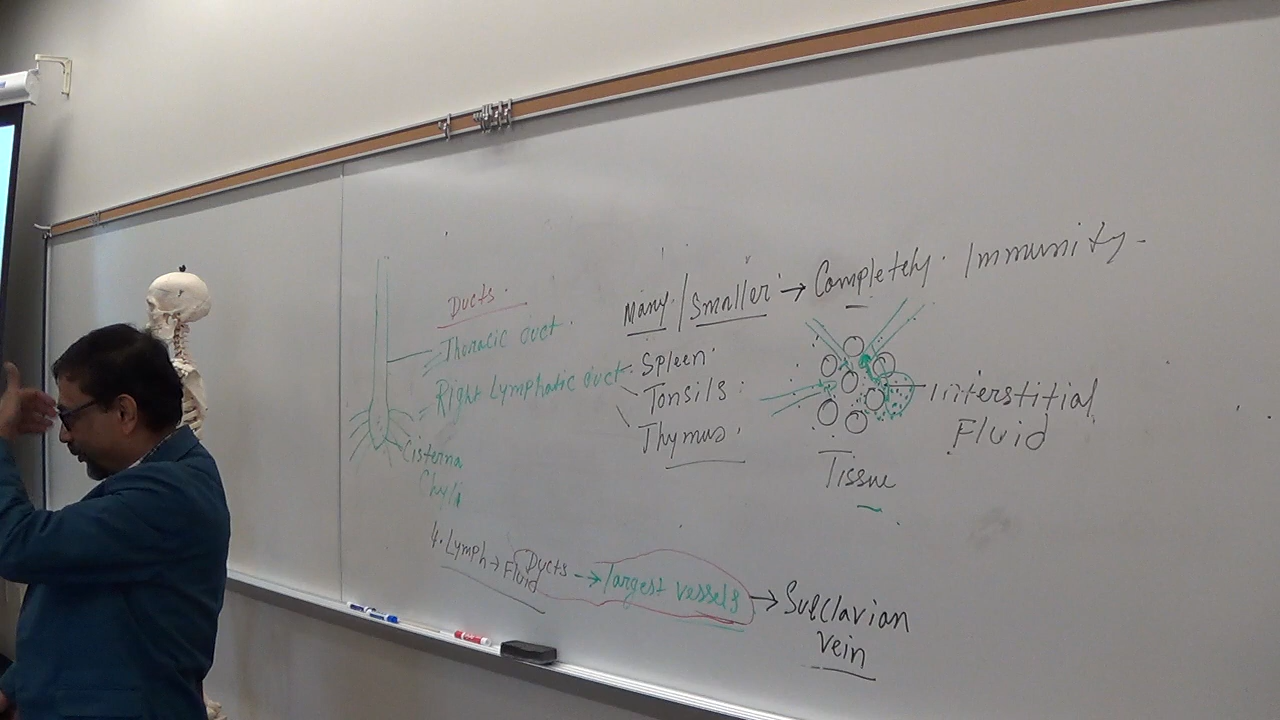 Ducts.
Thoracic duct.
Right Lymphatic duct
Cisterna
Chyli
Many/Smaller → Completely. Immunity.
Spleen.
Tonsils:
Thymus.
Interstitial
Fluid
Tissue
4. Lymph → Fluid
Ducts → largest vessels → Subclavian
vein